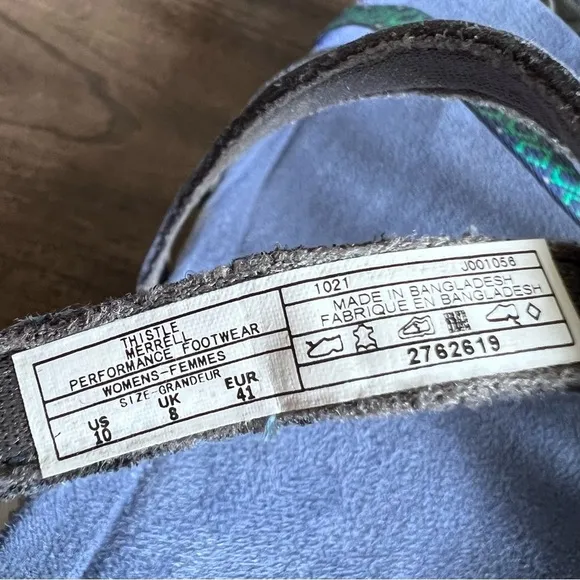 THISTLE
MERRELL
PERFORMANCE FOOTWEAR
WOMENS-FEMMES
SIZE-GRANDEUR
US UK EUR
10 8 41
1021 J001056
MADE IN BANGLADESH
FABRIQUE EN BANGLADESH
2762619